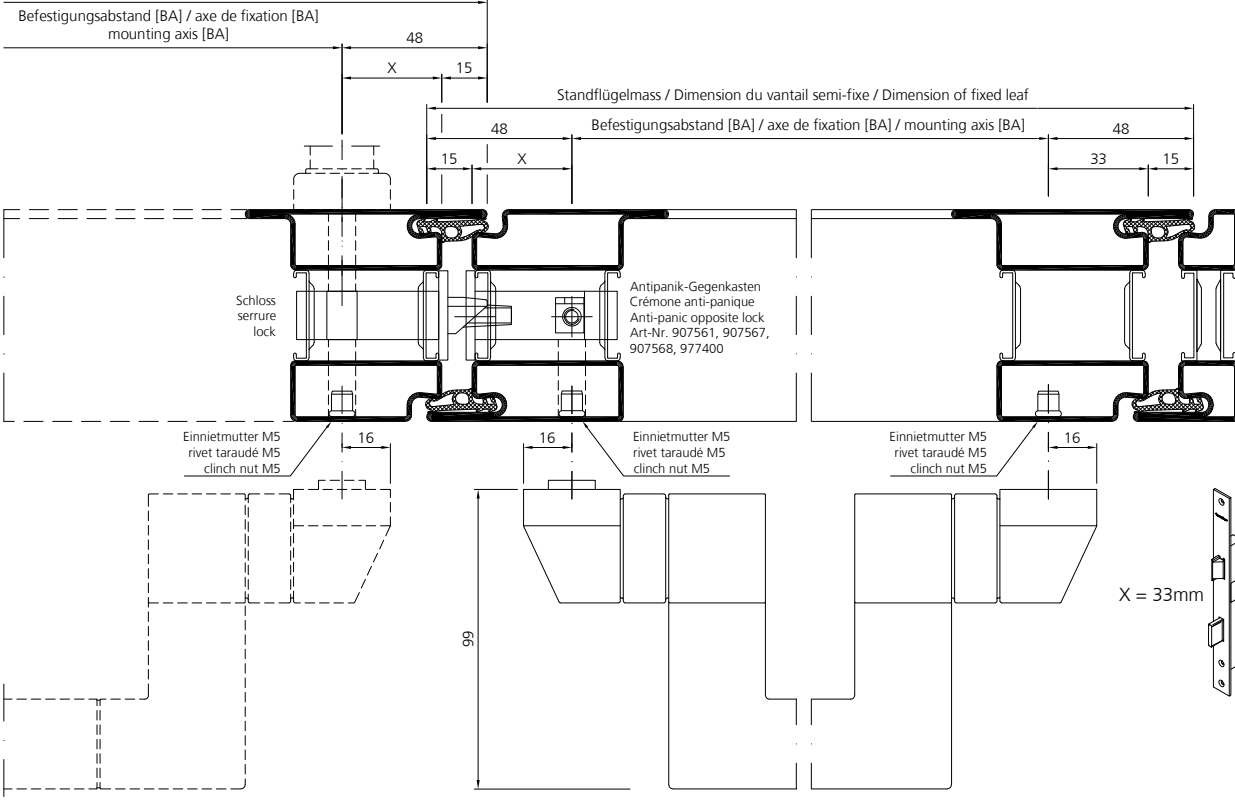 Befestigungsabstand [BA] / axe de fixation [BA]
mounting axis [BA]
48
X
15
Standflügelmass / Dimension du vantail semi-fixe / Dimension of fixed leaf
48
Befestigungsabstand [BA] / axe de fixation [BA] / mounting axis [BA]
48
15
X
33
15
Schloss
serrure
lock
Antipanik-Gegenkasten
Crémone anti-panique
Anti-panic opposite lock
Art-Nr. 907561, 907567,
907568, 977400
Einnietmutter M5
rivet taraudé M5
clinch nut M5
16
16
Einnietmutter M5
rivet taraudé M5
clinch nut M5
Einnietmutter M5
rivet taraudé M5
clinch nut M5
16
99
X = 33mm